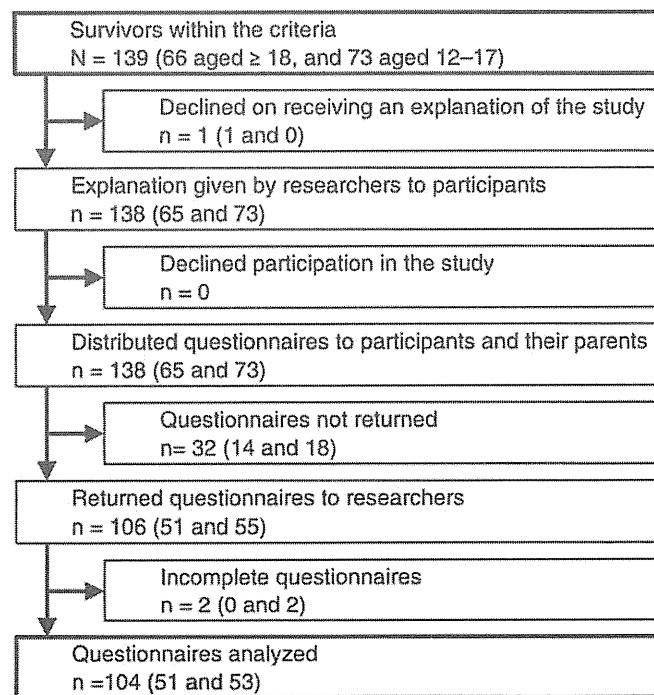 Survivors within the criteria
N = 139 (66 aged ≥ 18, and 73 aged 12–17)
Declined on receiving an explanation of the study
n = 1 (1 and 0)
Explanation given by researchers to participants
n = 138 (65 and 73)
Declined participation in the study
n = 0
Distributed questionnaires to participants and their parents
n = 138 (65 and 73)
Questionnaires not returned
n= 32 (14 and 18)
Returned questionnaires to researchers
n = 106 (51 and 55)
Incomplete questionnaires
n = 2 (0 and 2)
Questionnaires analyzed
n =104 (51 and 53)